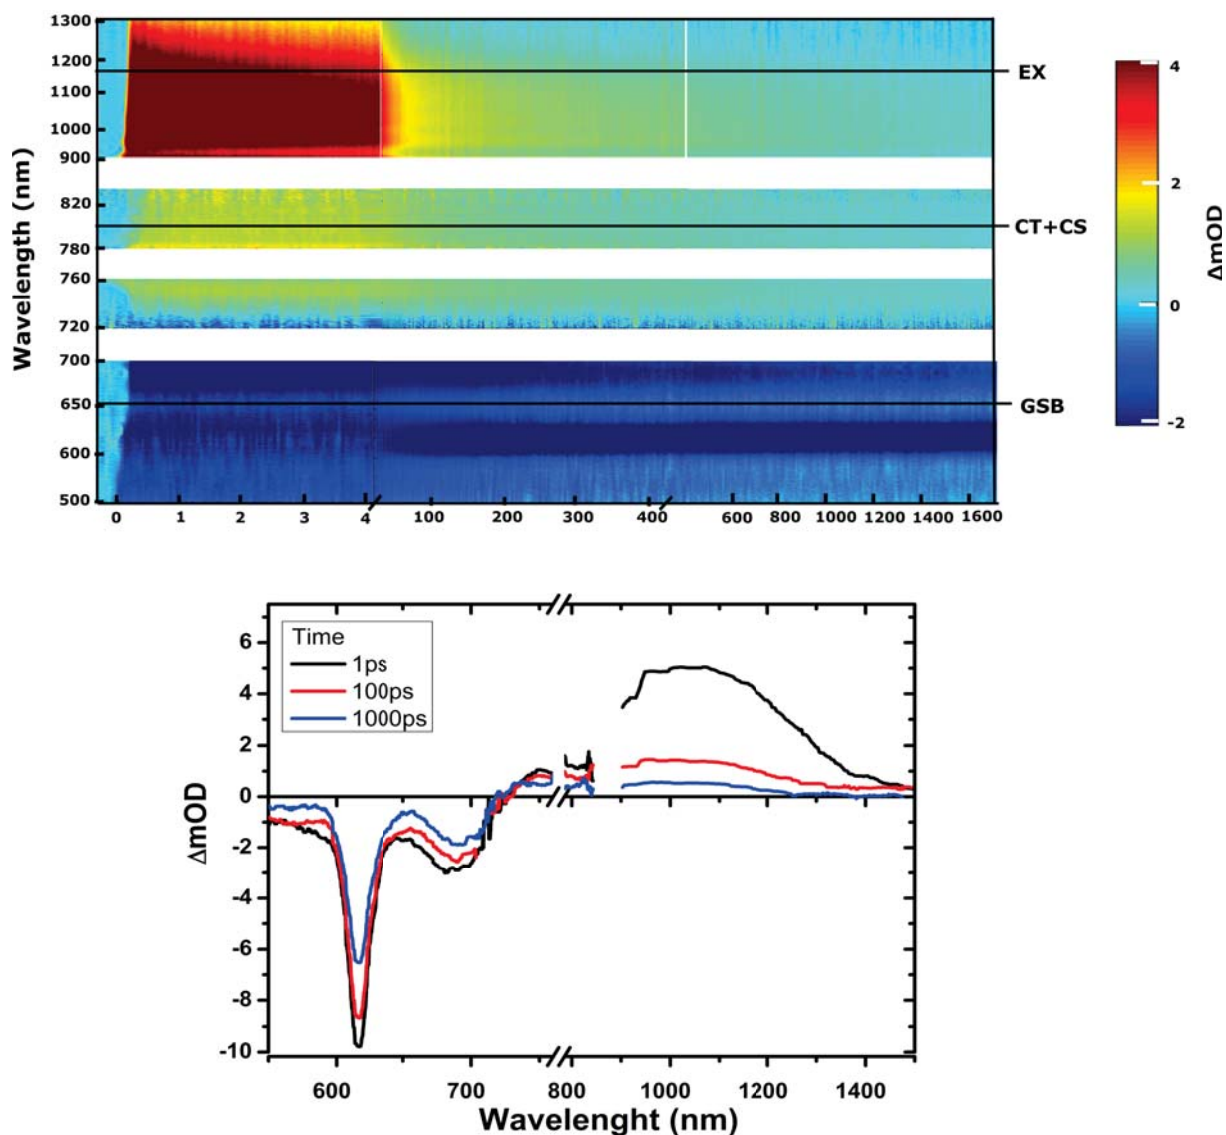 1300
1200
1100
1000
900
820
780
760
720
700
650
600
500
Wavelength (nm)
EX
CT+CS
GSB
0 1 2 3 4 100 200 300 400 600 800 1000 1200 1400 1600
4
2
0
-2
ΔmOD
Time
1ps
100ps
1000ps
6
4
2
0
-2
-4
-6
-8
-10
ΔmOD
600 700 800 1000 1200 1400
Wavelenght (nm)